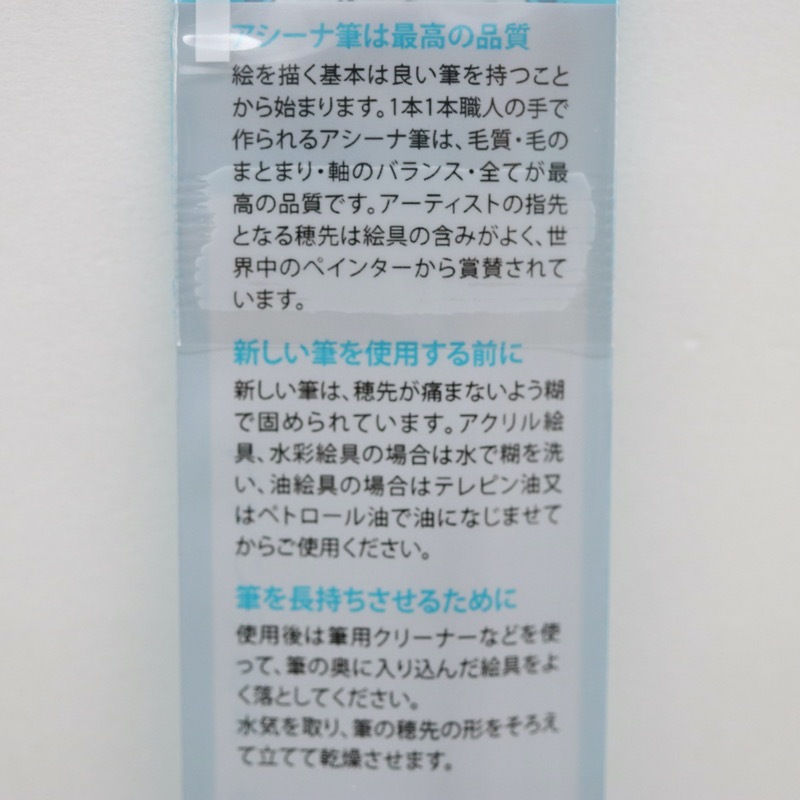 アシーナ筆は最高の品質
絵を描く基本は良い筆を持つこと
から始まります。1本1本職人の手で
作られるアシーナ筆は、毛質・毛の
まとまり・軸のバランス・全てが最
高の品質です。アーティストの指先
となる穂先は絵具の含みがよく、世
界中のペインターから賞賛されて
います。
新しい筆を使用する前に
新しい筆は、穂先が痛まないよう糊
で固められています。アクリル絵
具、水彩絵具の場合は水で糊を洗
い、油絵具の場合はテレピン油又
はペトロール油で油になじませて
からご使用ください。
筆を長持ちさせるために
使用後は筆用クリーナーなどを使
って、筆の奥に入り込んだ絵具をよ
く落としてください。
水気を取り、筆の穂先の形をそろえ
て立てて乾燥させます。